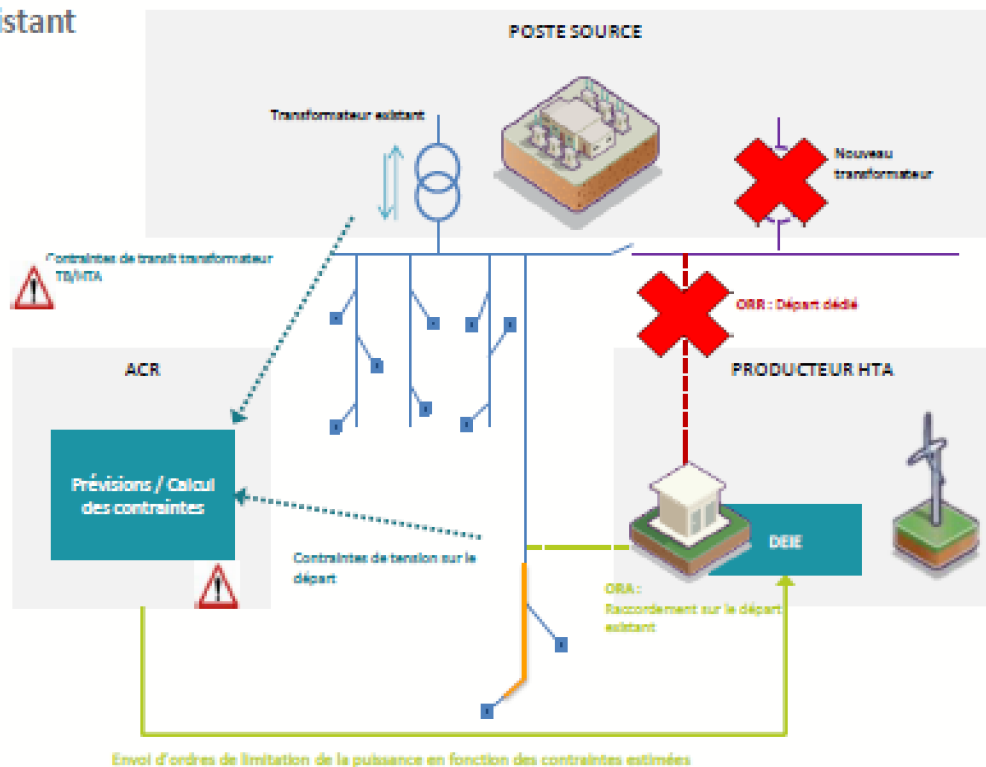 istant
POSTE SOURCE
Transformateur existant
Nouveau
transformateur
Contraintes de transit transformateur
TB/HTA
ORR : Départ dédié
ACR
PRODUCTEUR HTA
Prévisions / Calcul
des contraintes
DEIE
Contraintes de tension sur le
départ
ORA :
Raccordement sur le départ
existant
Envoi d'ordres de limitation de la puissance en fonction des contraintes estimées